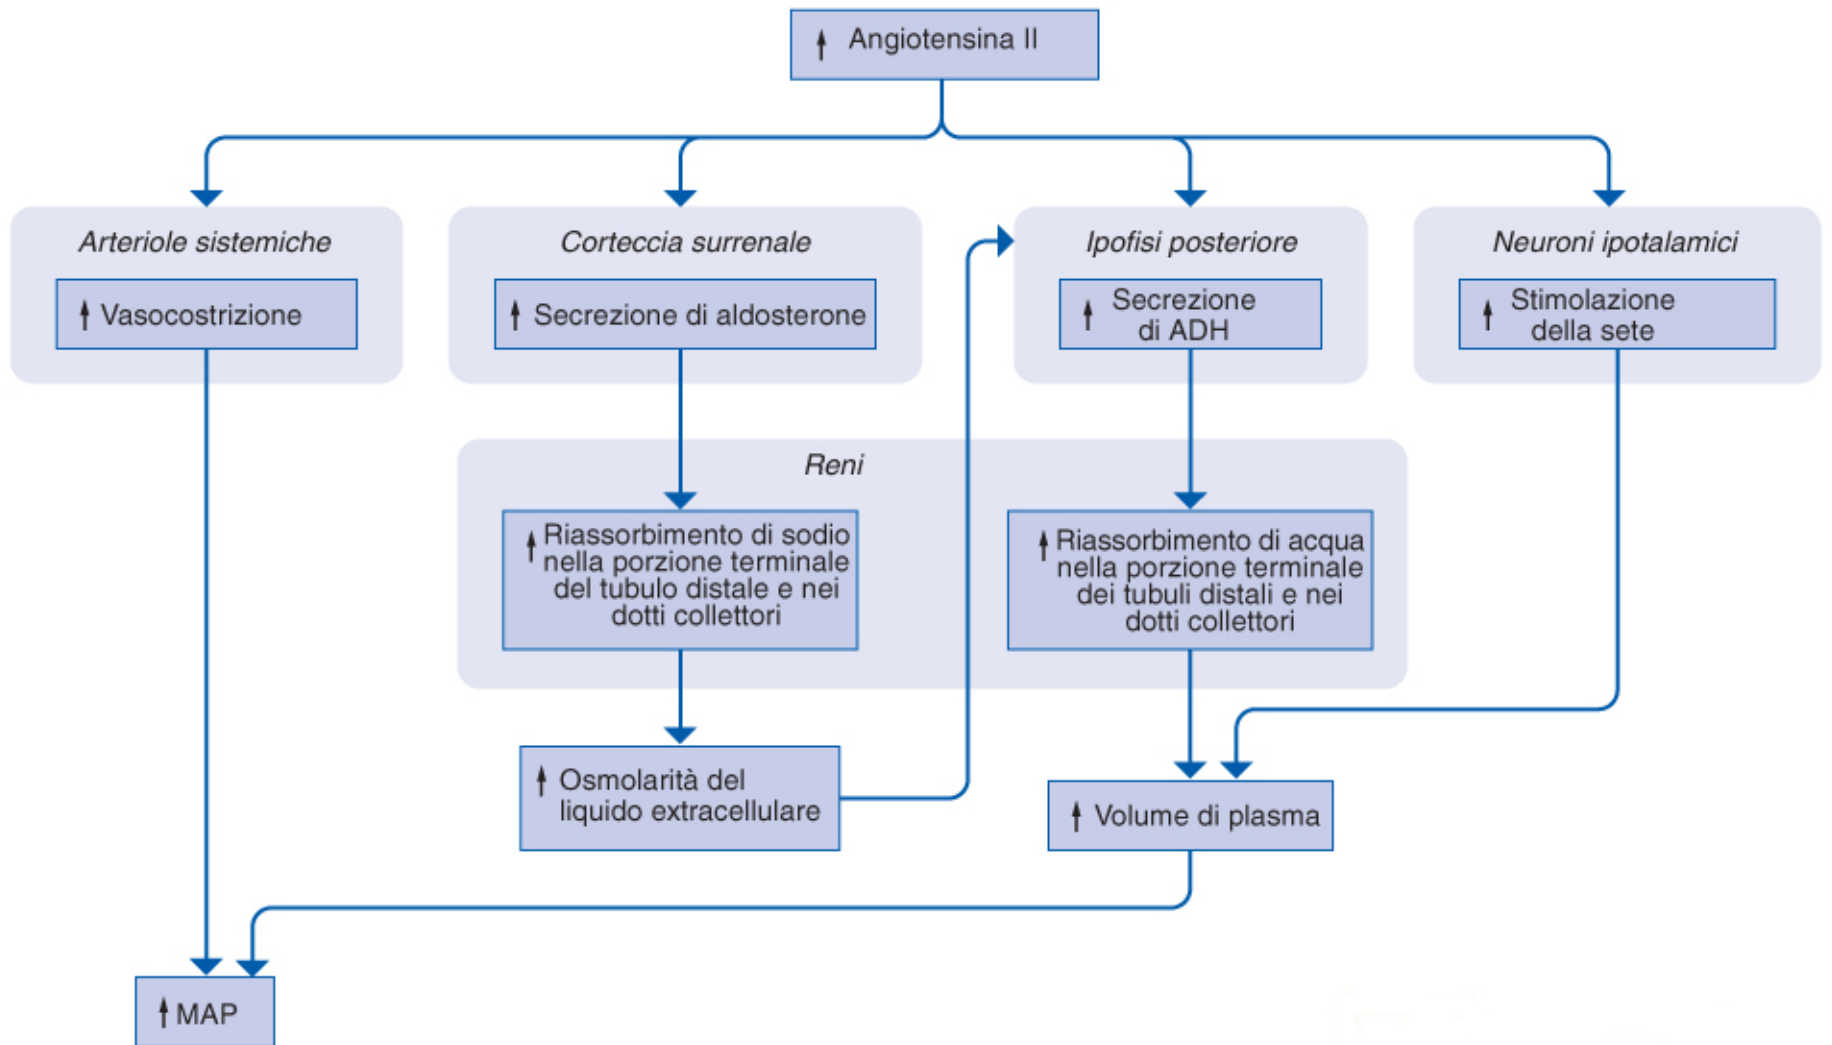 ↑ Angiotensina II
Arteriole sistemiche
↑ Vasocostrizione
Corteccia surrenale
↑ Secrezione di aldosterone
Ipofisi posteriore
↑ Secrezione
di ADH
Neuroni ipotalamici
↑ Stimolazione
della sete
Reni
↑ Riassorbimento di sodio
nella porzione terminale
del tubulo distale e nei
dotti collettori
↑ Riassorbimento di acqua
nella porzione terminale
dei tubuli distali e nei
dotti collettori
↑ Osmolarità del
liquido extracellulare
↑ Volume di plasma
↑ MAP